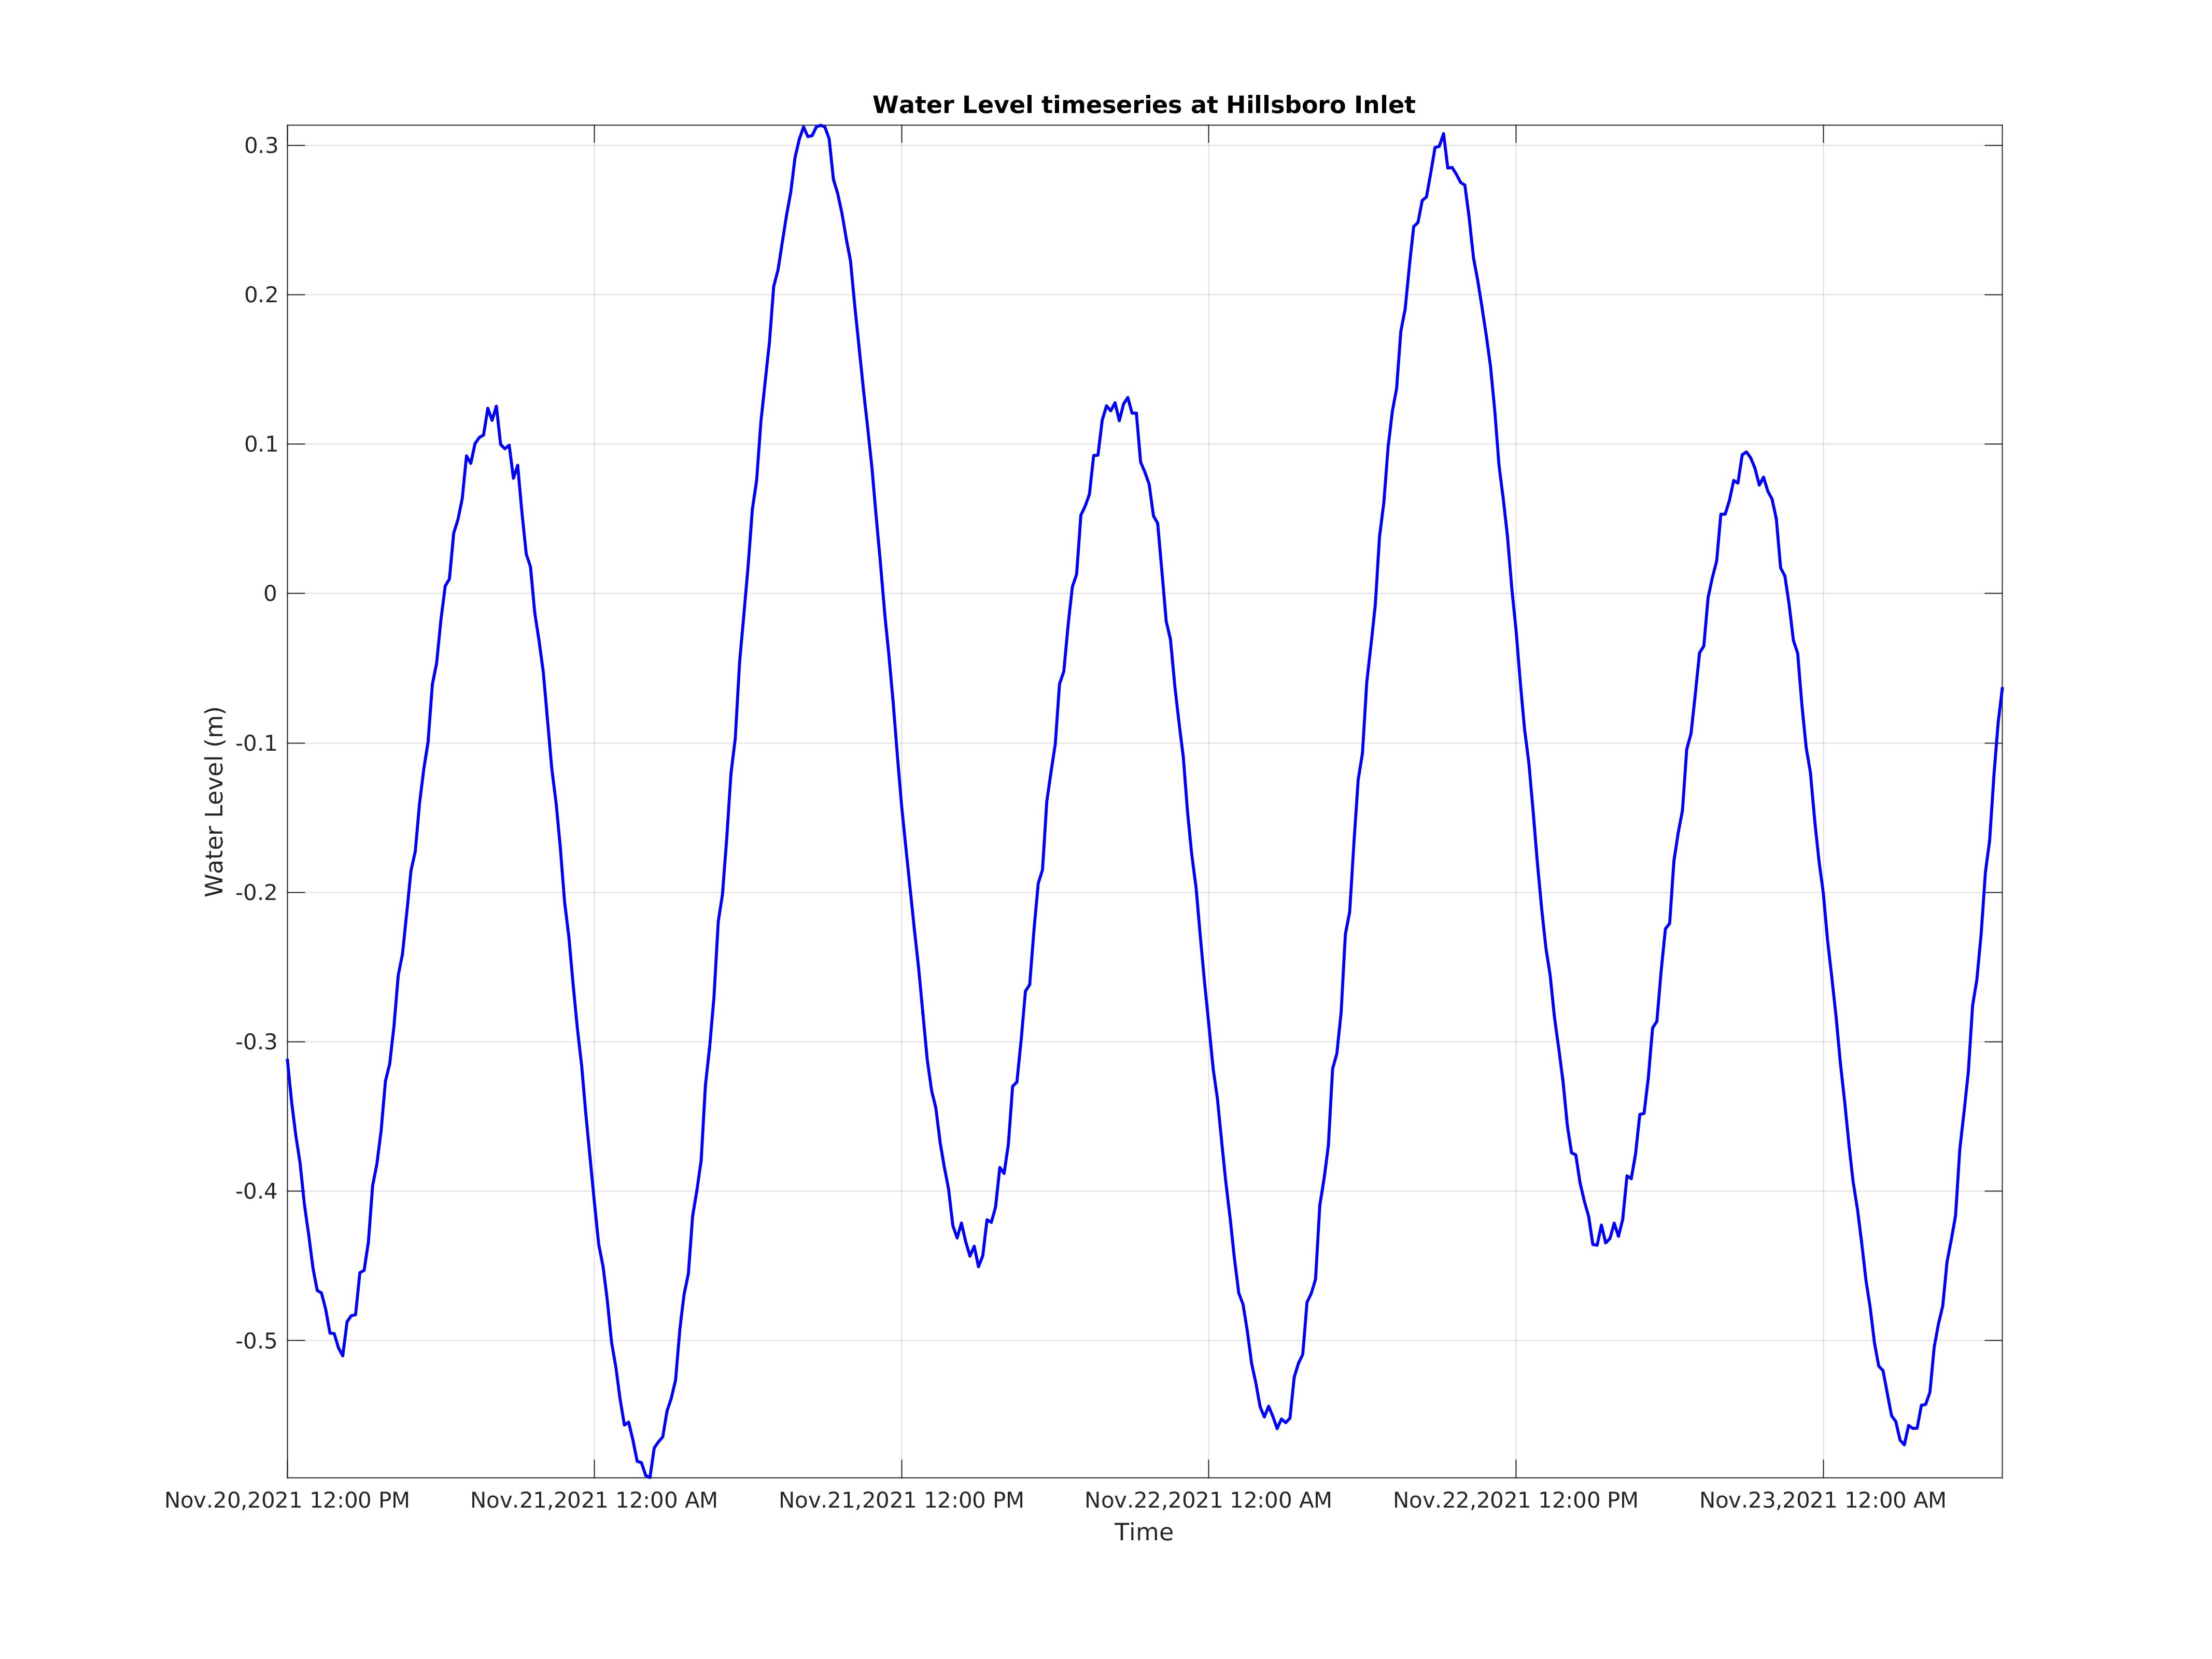 Water Level timeseries at Hillsboro Inlet
0.3
0.2
0.1
0
-0.1
-0.2
-0.3
-0.4
-0.5
Water Level (m)
Nov.20,2021 12:00 PM
Nov.21,2021 12:00 AM
Nov.21,2021 12:00 PM
Nov.22,2021 12:00 AM
Nov.22,2021 12:00 PM
Nov.23,2021 12:00 AM
Time